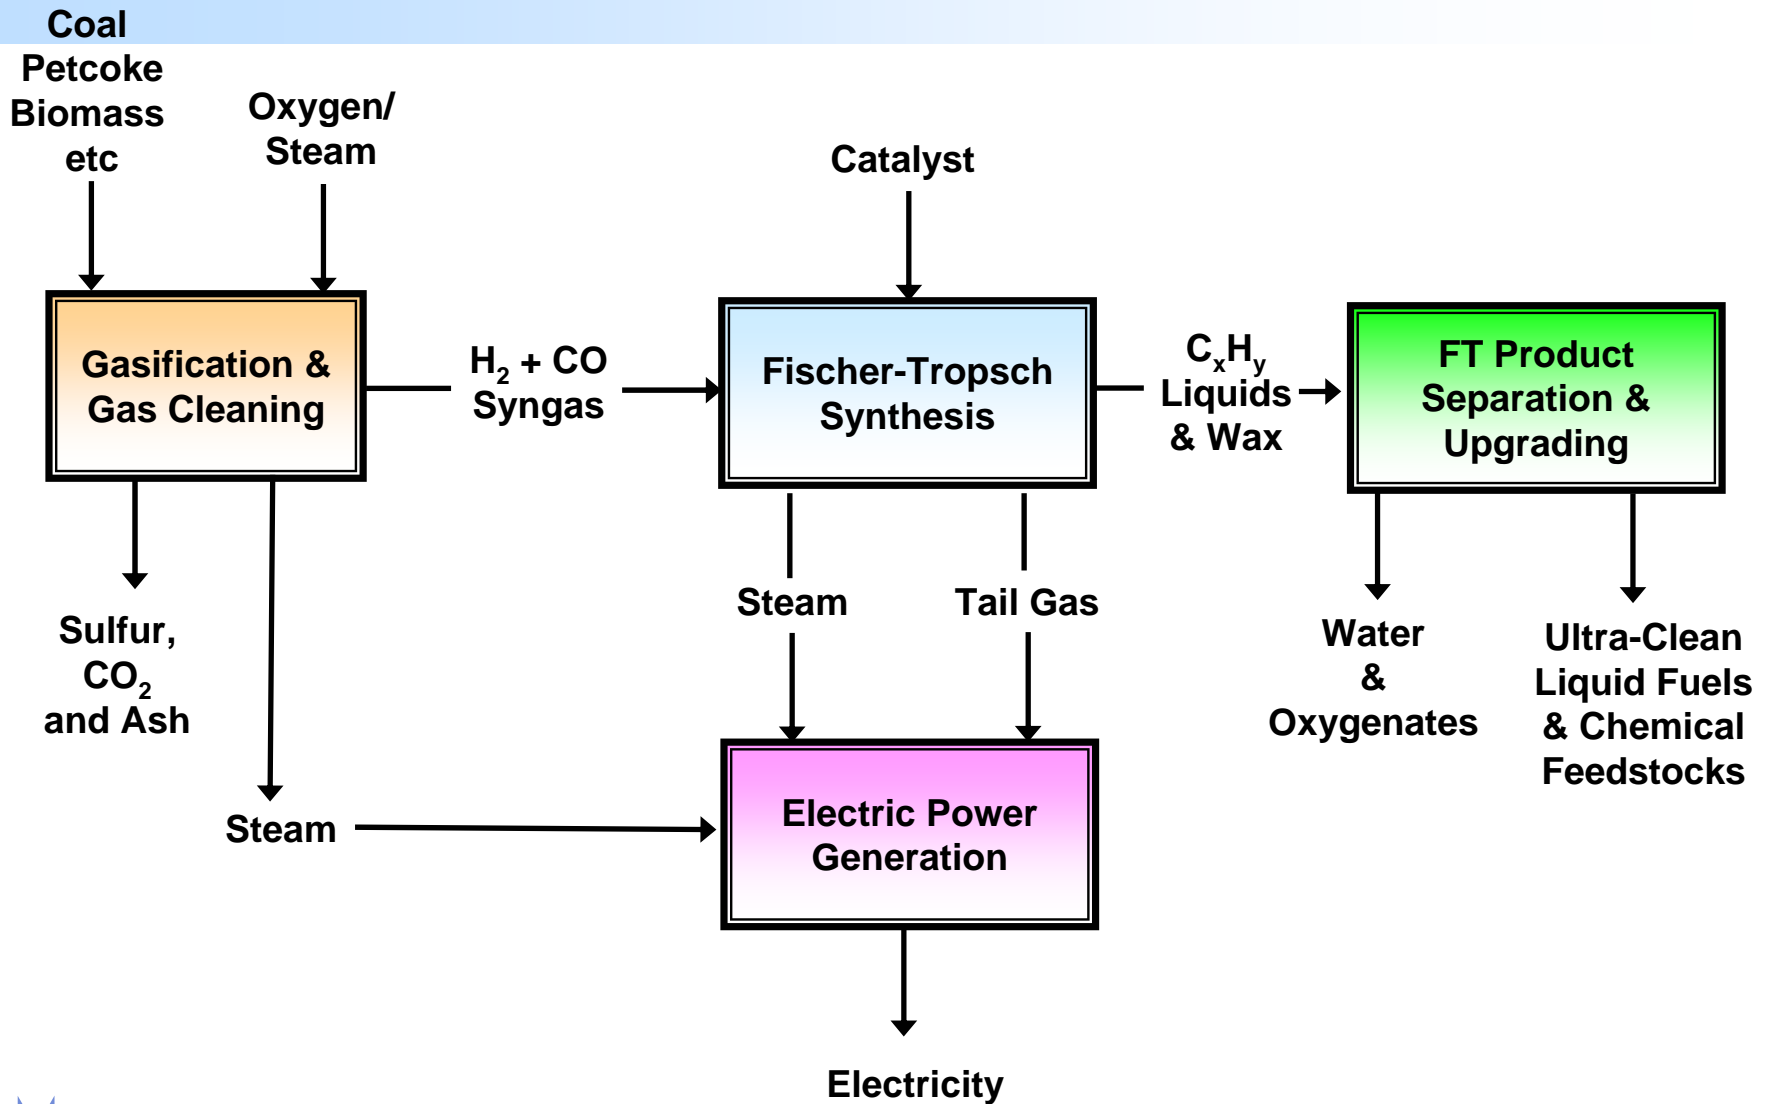 Coal
Petcoke
Biomass
etc
Oxygen/
Steam
Catalyst
Gasification &
Gas Cleaning
H₂ + CO
Syngas
Fischer-Tropsch
Synthesis
CₓHᵧ
Liquids
& Wax
FT Product
Separation &
Upgrading
Sulfur,
CO₂
and Ash
Steam
Steam
Tail Gas
Water
&
Oxygenates
Ultra-Clean
Liquid Fuels
& Chemical
Feedstocks
Electric Power
Generation
Electricity